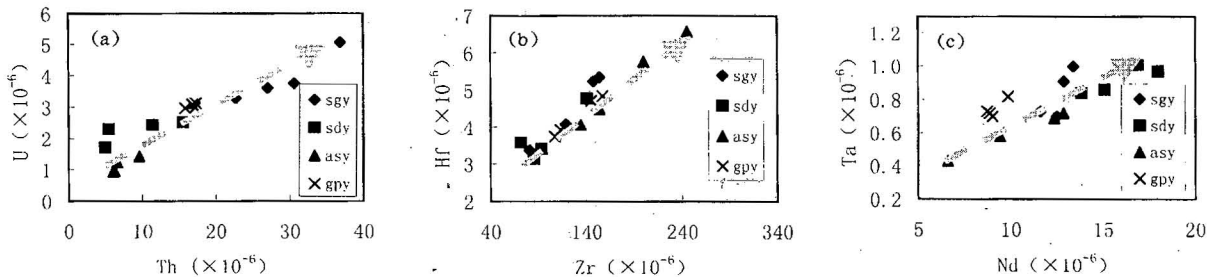 (a)
6
5
4
3
2
1
0
U (×10⁻⁶)
sgy
sdy
asy
gpy
0 10 20 30 40
Th (×10⁻⁶)
(b)
7
6
5
4
3
2
Hf (×10⁻⁶)
sgy
sdy
asy
gpy
40 140 240 340
Zr (×10⁻⁶)
(c)
1.0
0.8
0.6
0.4
0.2
Ta (×10⁻⁶)
sgy
sdy
asy
gpy
5 10 15 20
Nd (×10⁻⁶)